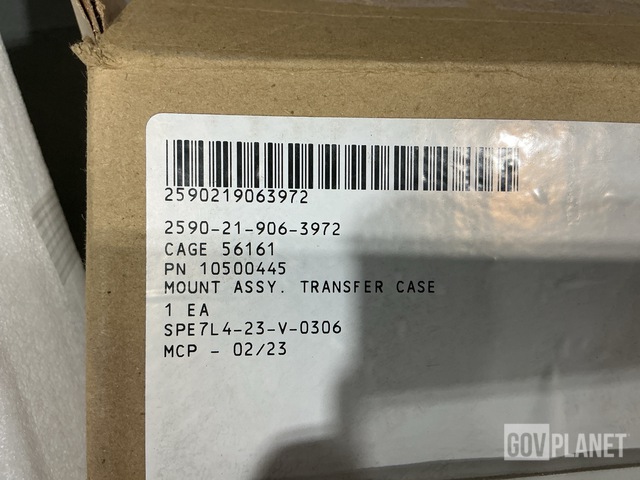 2590219063972
2590-21-906-3972
CAGE 56161
PN 10500445
MOUNT ASSY. TRANSFER CASE
1 EA
SPE7L4-23-V-0306
MCP - 02/23
GOVPLANET